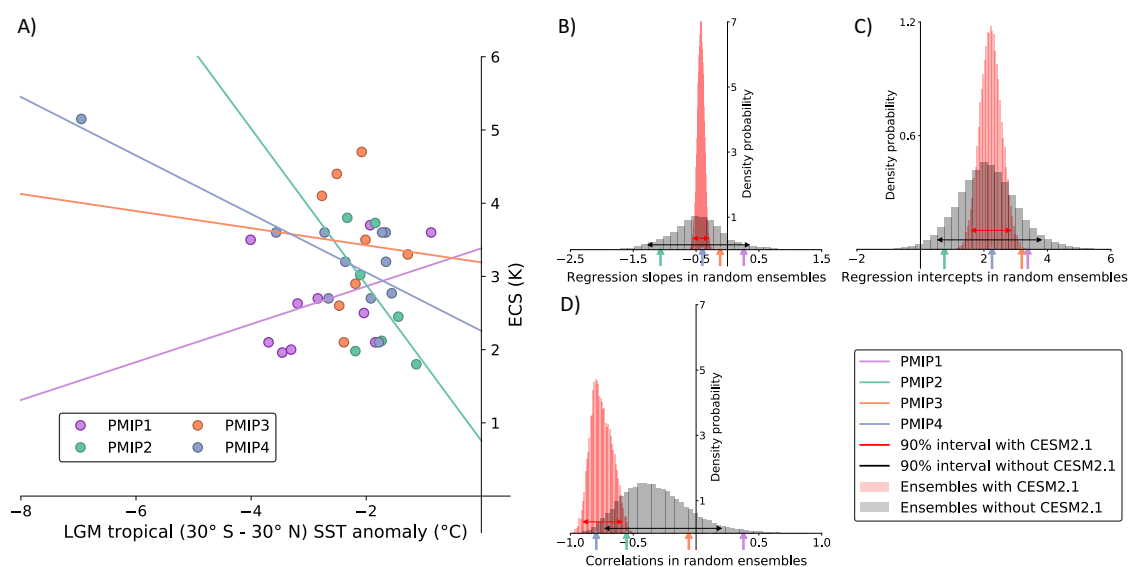 A)
6
5
4
3
2
1
ECS (K)
−8
−6
−4
−2
LGM tropical (30° S - 30° N) SST anomaly (°C)
PMIP1
PMIP2
PMIP3
PMIP4
B)
7
5
3
1
Density probability
−2.5
−1.5
−0.5
0.5
1.5
Regression slopes in random ensembles
C)
1.2
0.6
Density probability
−2
2
4
6
Regression intercepts in random ensembles
D)
7
5
3
1
Density probability
−1.0
−0.5
0.5
1.0
Correlations in random ensembles
PMIP1
PMIP2
PMIP3
PMIP4
90% interval with CESM2.1
90% interval without CESM2.1
Ensembles with CESM2.1
Ensembles without CESM2.1